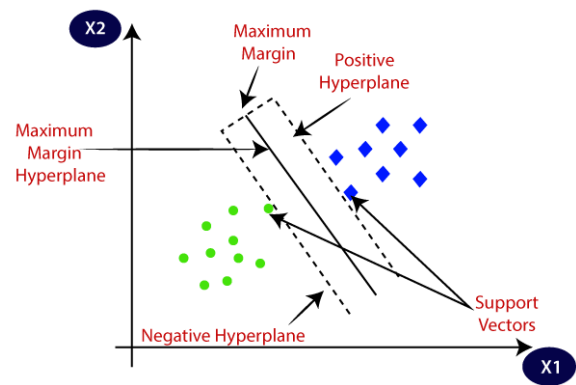 X2
Maximum
Margin
Positive
Hyperplane
Maximum
Margin
Hyperplane
Support
Vectors
Negative Hyperplane
X1